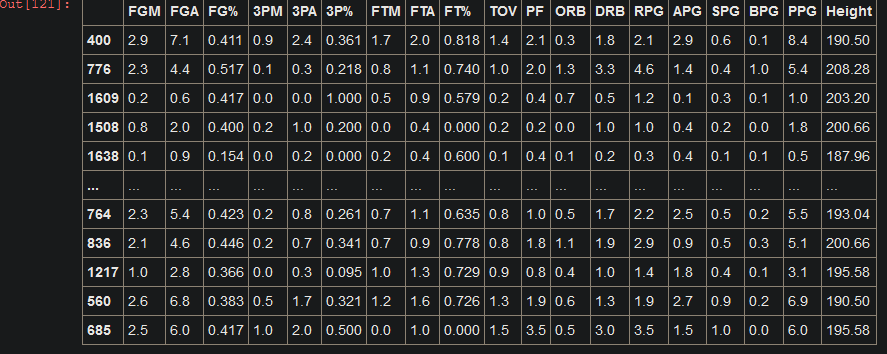 Out[121]:
FGM FGA FG% 3PM 3PA 3P% FTM FTA FT% TOV PF ORB DRB RPG APG SPG BPG PPG Height
400 2.9 7.1 0.411 0.9 2.4 0.361 1.7 2.0 0.818 1.4 2.1 0.3 1.8 2.1 2.9 0.6 0.1 8.4 190.50
776 2.3 4.4 0.517 0.1 0.3 0.218 0.8 1.1 0.740 1.0 2.0 1.3 3.3 4.6 1.4 0.4 1.0 5.4 208.28
1609 0.2 0.6 0.417 0.0 0.0 1.000 0.5 0.9 0.579 0.2 0.4 0.7 0.5 1.2 0.1 0.3 0.1 1.0 203.20
1508 0.8 2.0 0.400 0.2 1.0 0.200 0.0 0.4 0.000 0.2 0.2 0.0 1.0 1.0 0.4 0.2 0.0 1.8 200.66
1638 0.1 0.9 0.154 0.0 0.2 0.000 0.2 0.4 0.600 0.1 0.4 0.1 0.2 0.3 0.4 0.1 0.1 0.5 187.96
... ... ... ... ... ... ... ... ... ... ... ... ... ... ... ... ... ... ... ...
764 2.3 5.4 0.423 0.2 0.8 0.261 0.7 1.1 0.635 0.8 1.0 0.5 1.7 2.2 2.5 0.5 0.2 5.5 193.04
836 2.1 4.6 0.446 0.2 0.7 0.341 0.7 0.9 0.778 0.8 1.8 1.1 1.9 2.9 0.9 0.5 0.3 5.1 200.66
1217 1.0 2.8 0.366 0.0 0.3 0.095 1.0 1.3 0.729 0.9 0.8 0.4 1.0 1.4 1.8 0.4 0.1 3.1 195.58
560 2.6 6.8 0.383 0.5 1.7 0.321 1.2 1.6 0.726 1.3 1.9 0.6 1.3 1.9 2.7 0.9 0.2 6.9 190.50
685 2.5 6.0 0.417 1.0 2.0 0.500 0.0 1.0 0.000 1.5 3.5 0.5 3.0 3.5 1.5 1.0 0.0 6.0 195.58